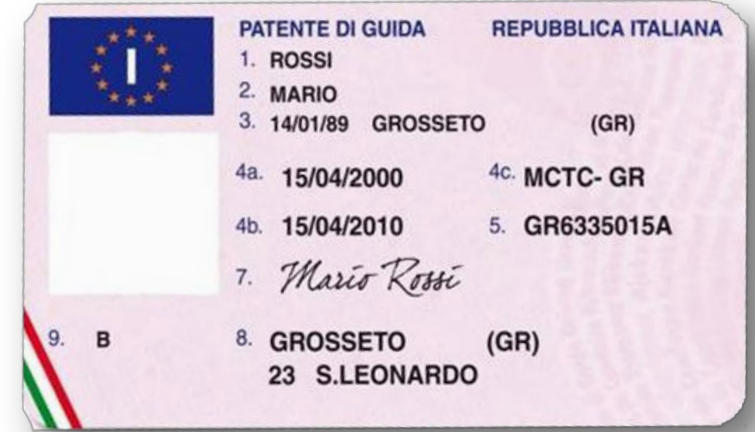 I
PATENTE DI GUIDA REPUBBLICA ITALIANA
1. ROSSI
2. MARIO
3. 14/01/89 GROSSETO (GR)
4a. 15/04/2000 4c. MCTC- GR
4b. 15/04/2010 5. GR6335015A
7. Mario Rossi
9. B 8. GROSSETO (GR)
23 S.LEONARDO